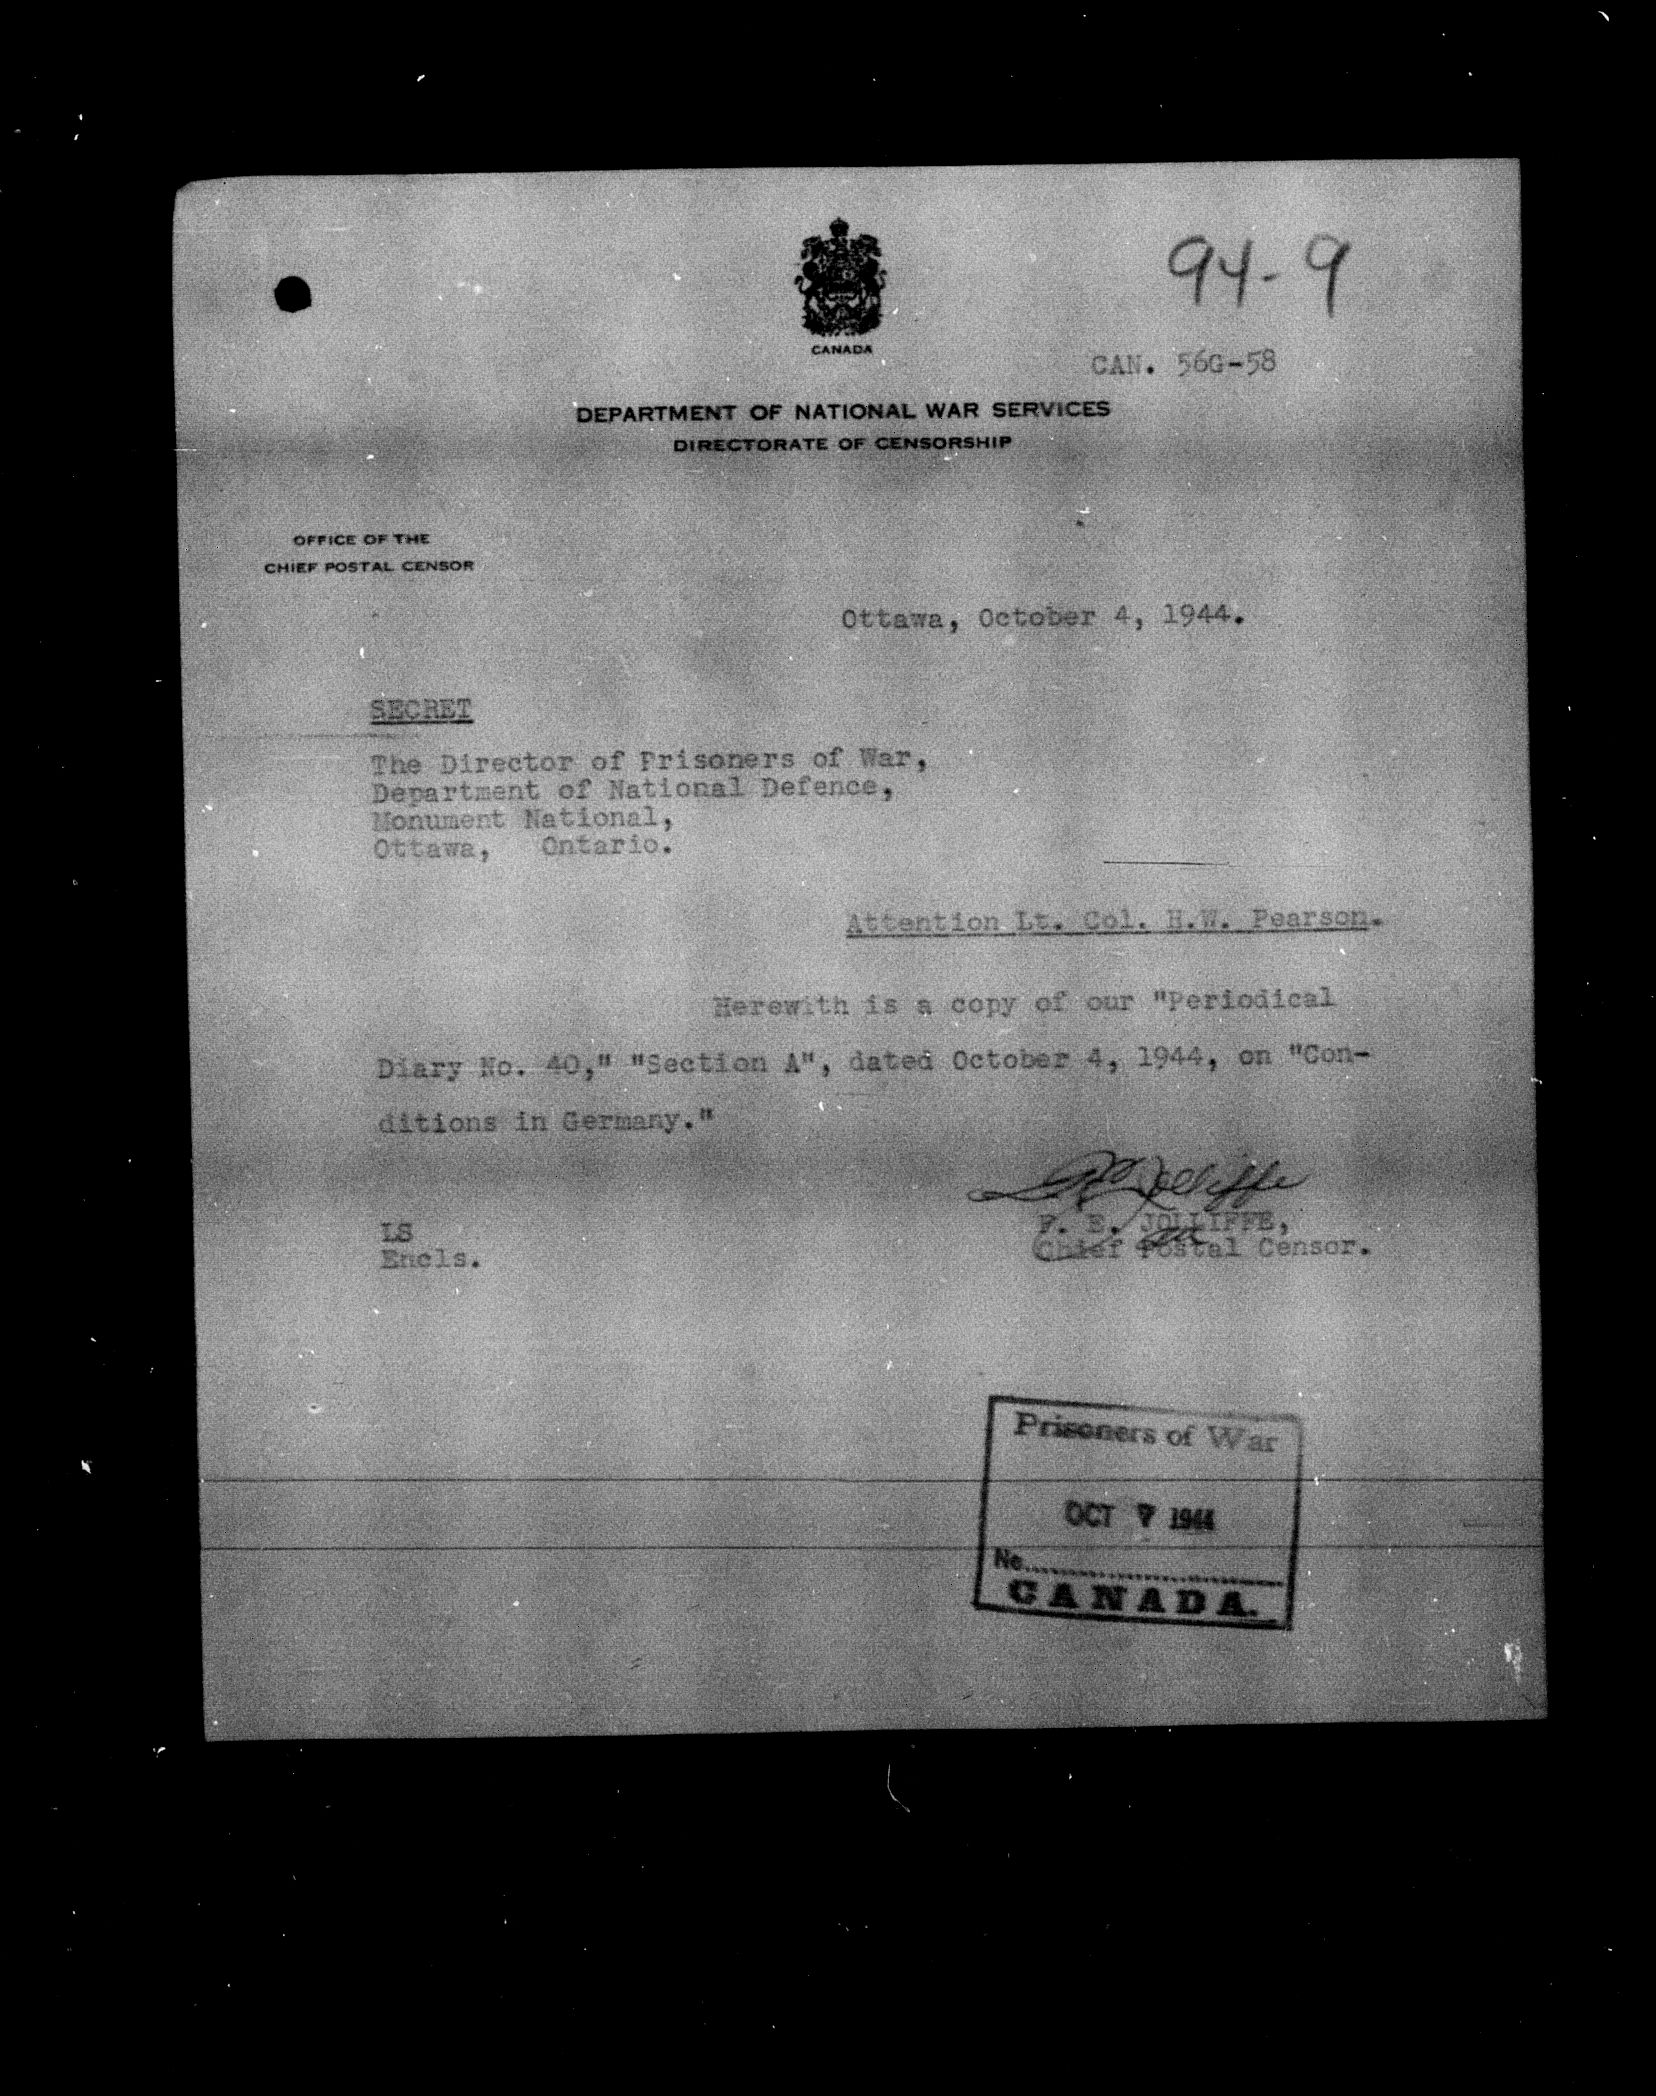 94-9
CANADA
CAN. 56G-58
DEPARTMENT OF NATIONAL WAR SERVICES
DIRECTORATE OF CENSORSHIP
OFFICE OF THE
CHIEF POSTAL CENSOR
Ottawa, October 4, 1944.
SECRET
The Director of Prisoners of War,
Department of National Defence,
Monument National,
Ottawa, Ontario.
Attention Lt. Col. H.W. Pearson.
Herewith is a copy of our "Periodical
Diary No. 40," "Section A", dated October 4, 1944, on "Con-
ditions in Germany."
Jolliffe
F. E. JOLLIFFE,
Chief Postal Censor.
LS
Encls.
Prisoners of War
OCT 7 1944
No.
CANADA.